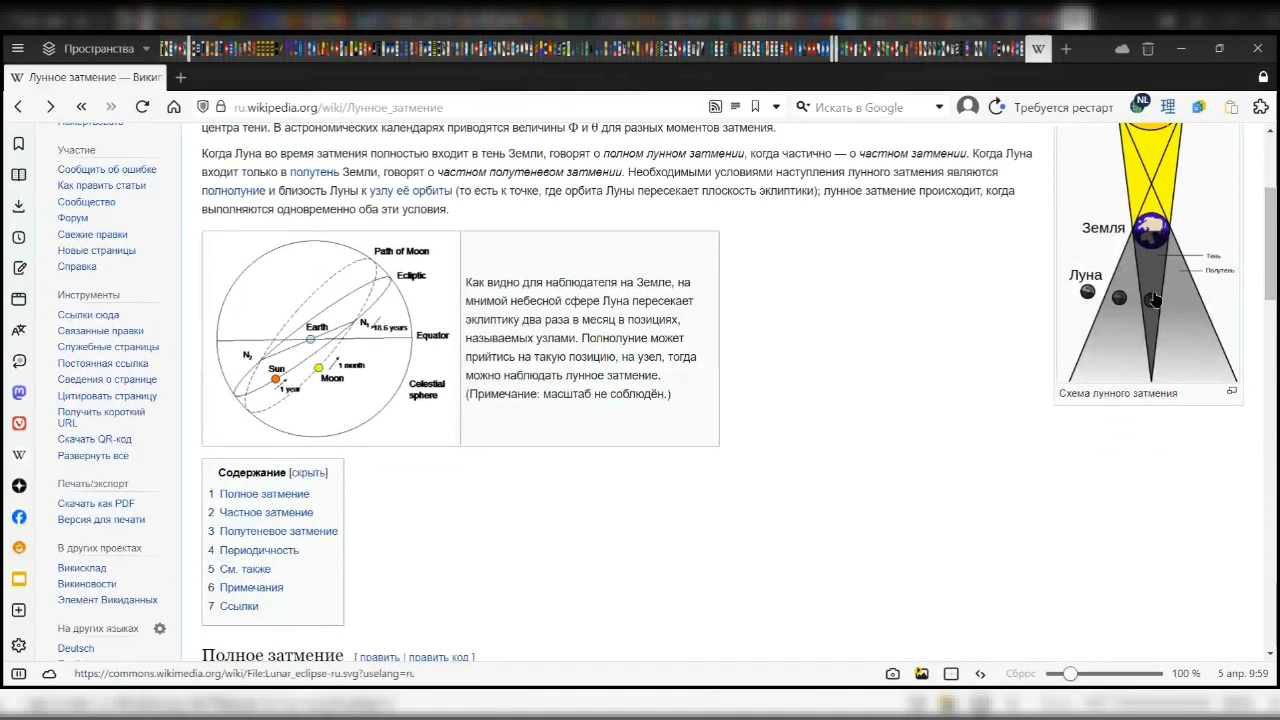 Пространства
W
Лунное затмение — Вики
ru.wikipedia.org/wiki/Лунное_затмение
Искать в Google
NL
Требуется рестарт
理
Пожертвовать
Участие
Сообщить об ошибке
Как править статьи
Сообщество
Форум
Свежие правки
Новые страницы
Справка
Инструменты
Ссылки сюда
Связанные правки
Служебные страницы
Постоянная ссылка
Сведения о странице
Цитировать страницу
Получить короткий
URL
Скачать QR-код
Развернуть всё
Печать/экспорт
Скачать как PDF
Версия для печати
В других проектах
Викисклад
Викиновости
Элемент Викиданных
На других языках
Deutsch
центра тени. В астрономических календарях приводятся величины Φ и θ для разных моментов затмения.
Когда Луна во время затмения полностью входит в тень Земли, говорят о полном лунном затмении, когда частично — о частном затмении. Когда Луна
входит только в полутень Земли, говорят о частном полутеневом затмении. Необходимыми условиями наступления лунного затмения являются
полнолуние и близость Луны к узлу её орбиты (то есть к точке, где орбита Луны пересекает плоскость эклиптики); лунное затмение происходит, когда
выполняются одновременно оба эти условия.
Path of Moon
Ecliptic
Earth
N₁
18.6 years
Equator
N₂
Sun
1 month
Moon
1 year
Celestial
sphere
Как видно для наблюдателя на Земле, на
мнимой небесной сфере Луна пересекает
эклиптику два раза в месяц в позициях,
называемых узлами. Полнолуние может
прийтись на такую позицию, на узел, тогда
можно наблюдать лунное затмение.
(Примечание: масштаб не соблюдён.)
Содержание [скрыть]
1 Полное затмение
2 Частное затмение
3 Полутеневое затмение
4 Периодичность
5 См. также
6 Примечания
7 Ссылки
Полное затмение [ править | править код ]
Земля
Тень
Полутень
Луна
Схема лунного затмения
https://commons.wikimedia.org/wiki/File:Lunar_eclipse-ru.svg?uselang=ru
Сброс
100 %
5 апр. 9:59